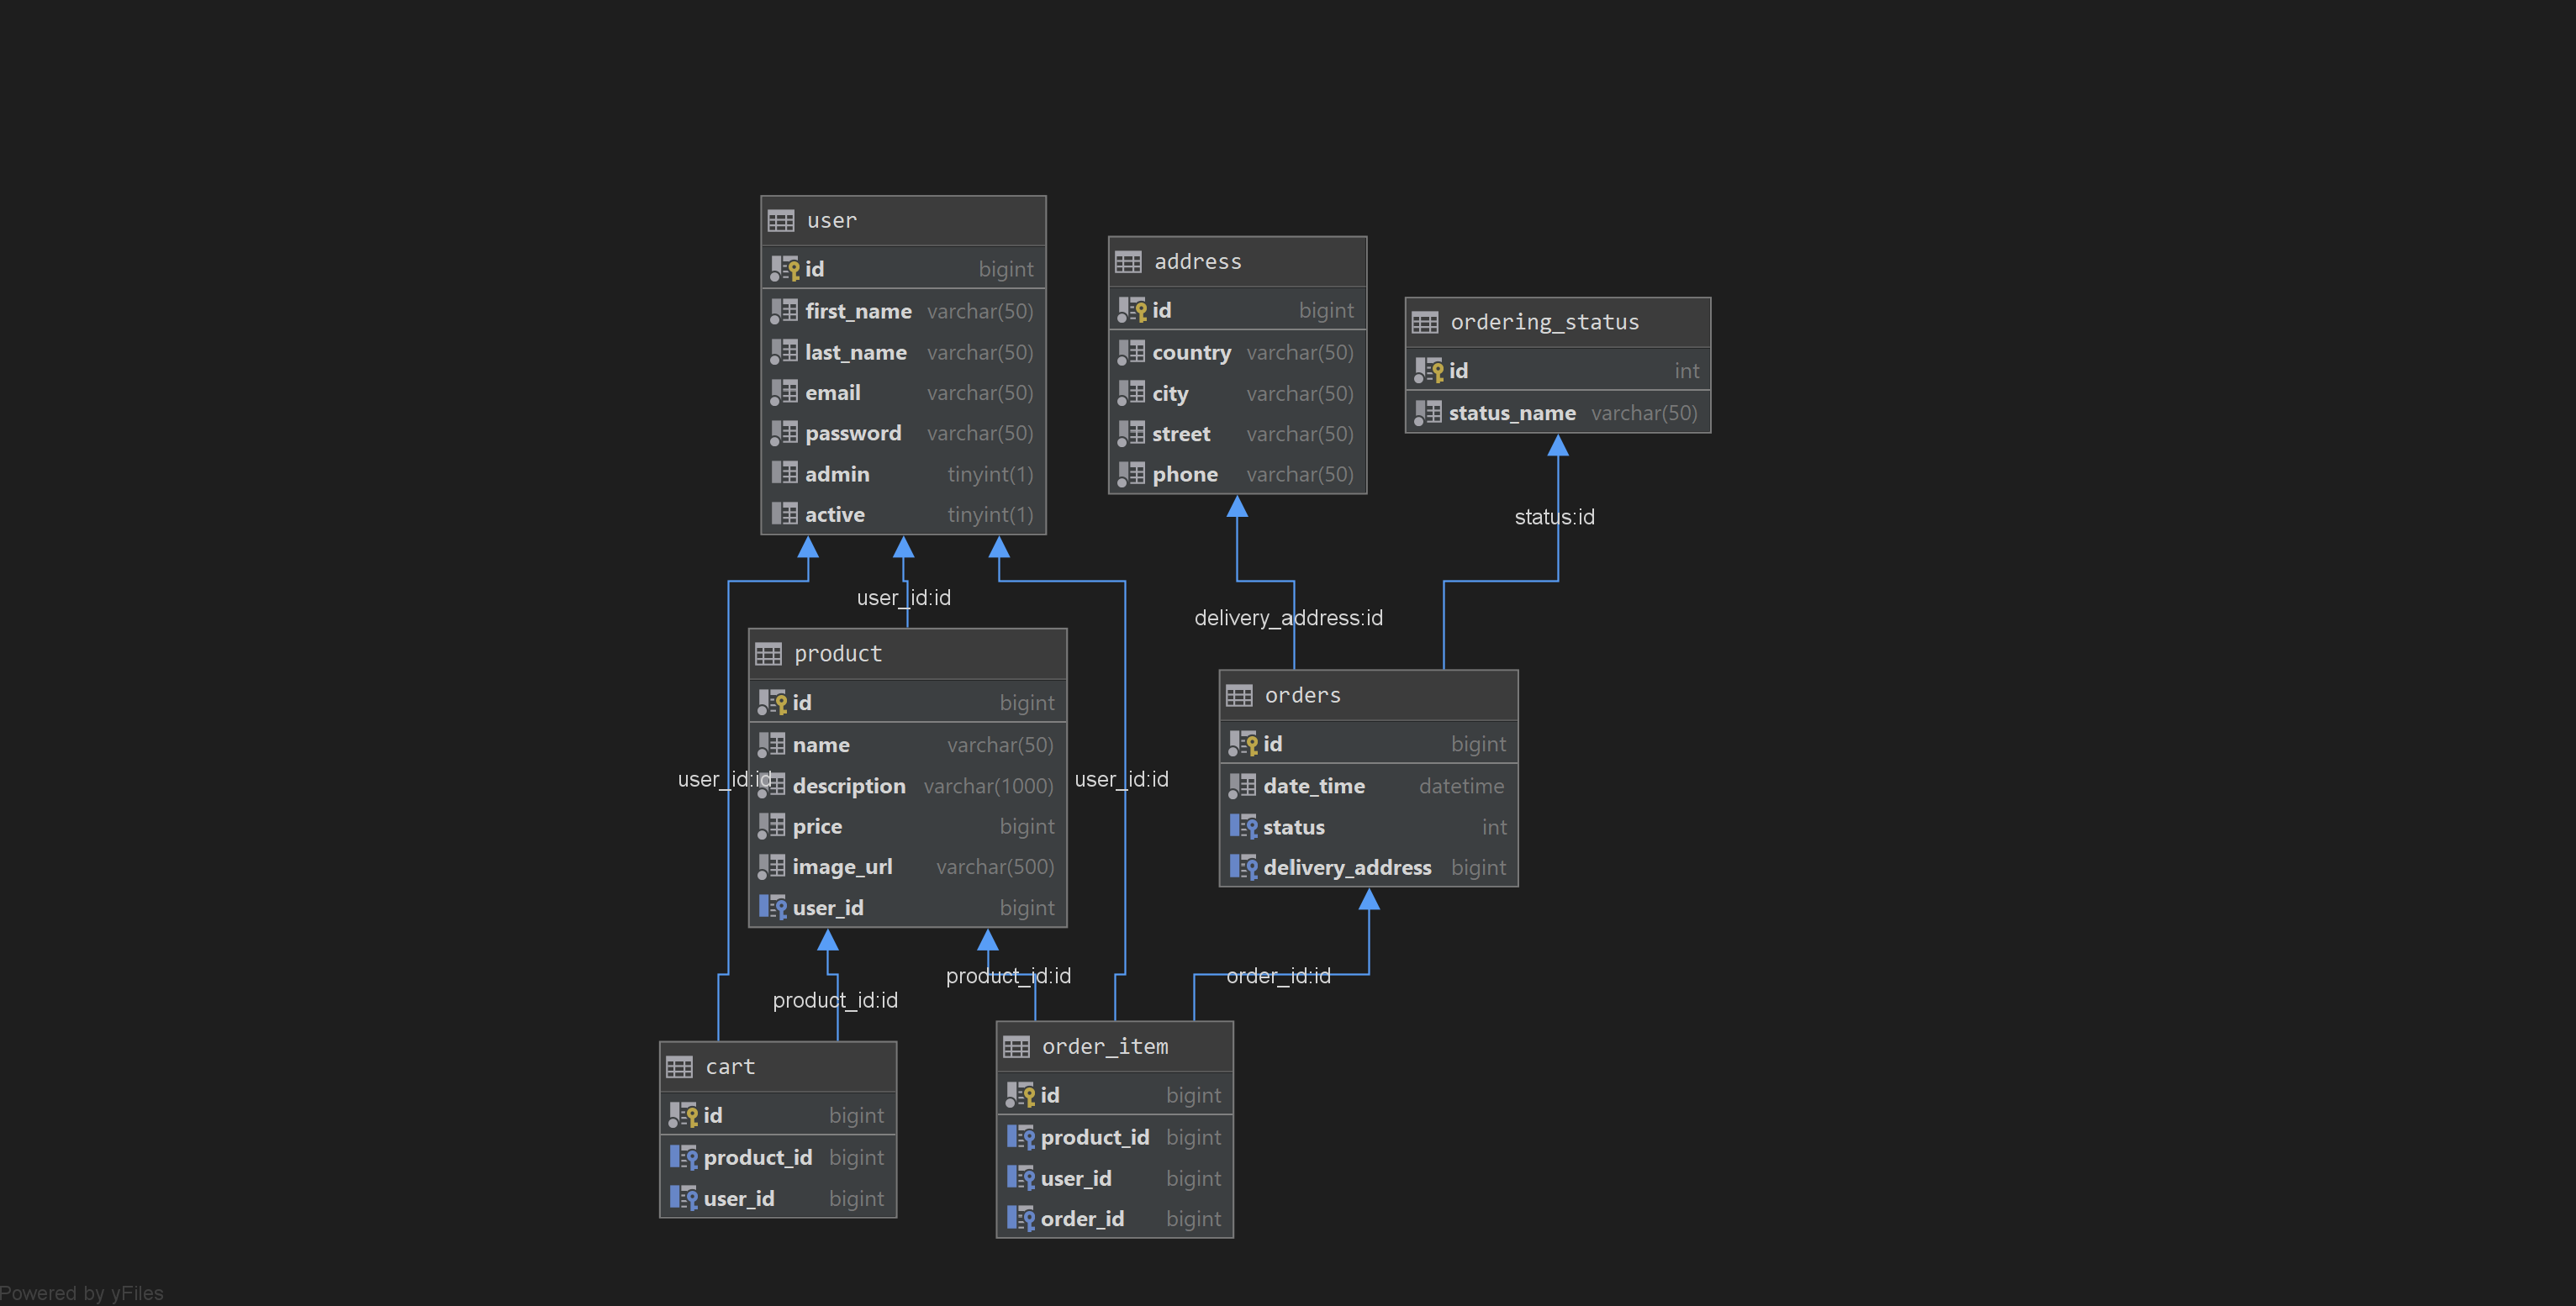 user
id bigint
first_name varchar(50)
last_name varchar(50)
email varchar(50)
password varchar(50)
admin tinyint(1)
active tinyint(1)
address
id bigint
country varchar(50)
city varchar(50)
street varchar(50)
phone varchar(50)
ordering_status
id int
status_name varchar(50)
status:id
user_id:id
delivery_address:id
product
id bigint
name varchar(50)
description varchar(1000)
price bigint
image_url varchar(500)
user_id bigint
user_id:id
user_id:id
orders
id bigint
date_time datetime
status int
delivery_address bigint
product_id:id
product_id:id
order_id:id
cart
id bigint
product_id bigint
user_id bigint
order_item
id bigint
product_id bigint
user_id bigint
order_id bigint
Powered by yFiles